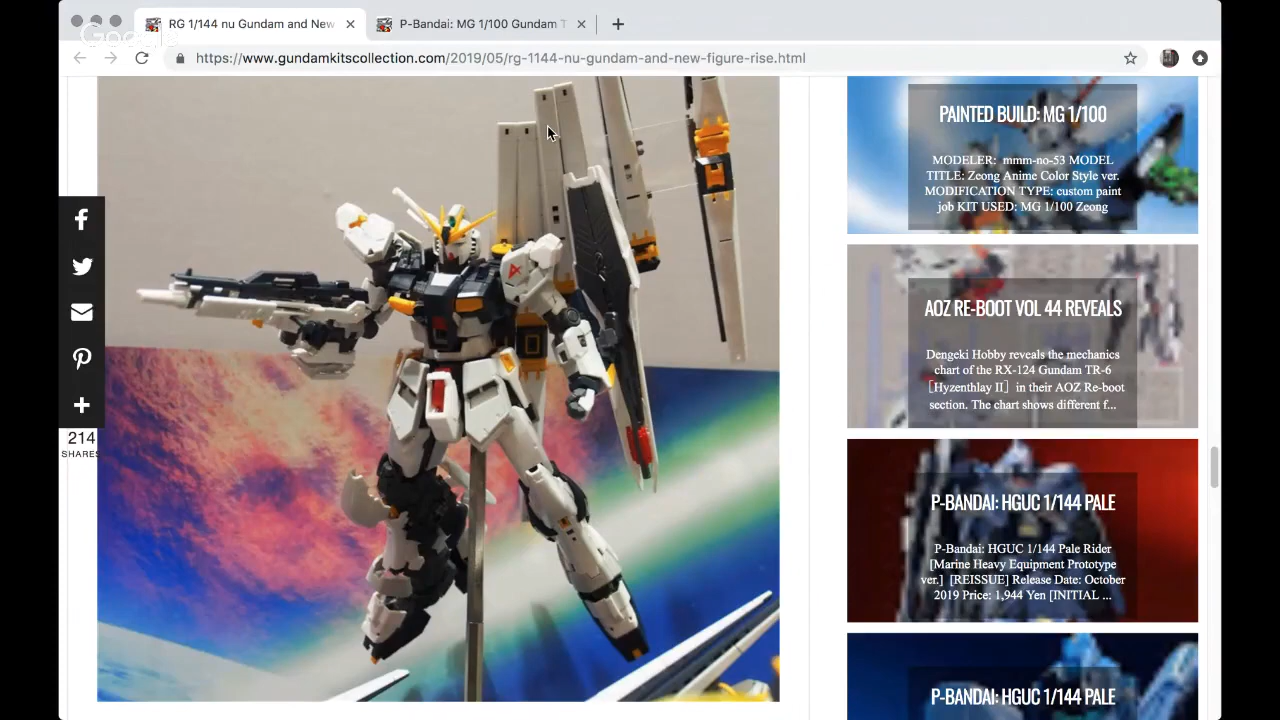 RG 1/144 nu Gundam and New
P-Bandai: MG 1/100 Gundam T
Google
https://www.gundamkitscollection.com/2019/05/rg-1144-nu-gundam-and-new-figure-rise.html
214
SHARES
PAINTED BUILD: MG 1/100
MODELER: mmm-no-53 MODEL
TITLE: Zeong Anime Color Style ver.
MODIFICATION TYPE: custom paint
job KIT USED: MG 1/100 Zeong
AOZ RE-BOOT VOL 44 REVEALS
Dengeki Hobby reveals the mechanics
chart of the RX-124 Gundam TR-6
［Hyzenthlay II］in their AOZ Re-boot
section. The chart shows different f...
P-BANDAI: HGUC 1/144 PALE
P-Bandai: HGUC 1/144 Pale Rider
[Marine Heavy Equipment Prototype
ver.] [REISSUE] Release Date: October
2019 Price: 1,944 Yen [INITIAL ...
P-BANDAI: HGUC 1/144 PALE